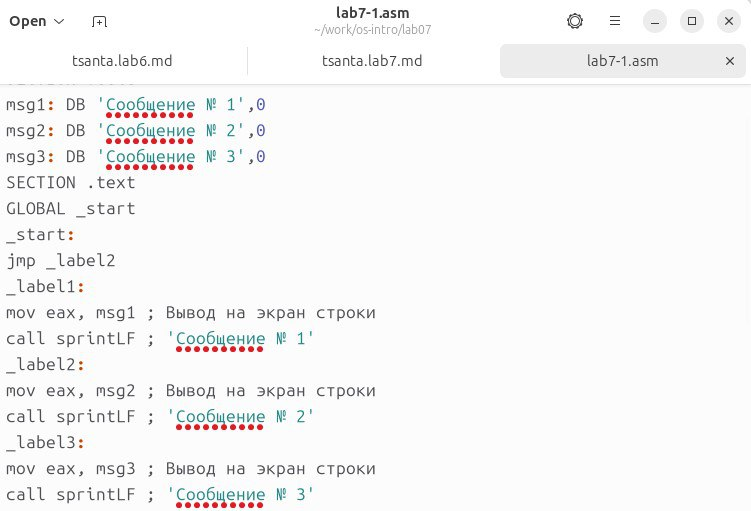 Open
lab7-1.asm
~/work/os-intro/lab07
tsanta.lab6.md
tsanta.lab7.md
lab7-1.asm
msg1: DB 'Сообщение № 1',0
msg2: DB 'Сообщение № 2',0
msg3: DB 'Сообщение № 3',0
SECTION .text
GLOBAL _start
_start:
jmp _label2
_label1:
mov eax, msg1 ; Вывод на экран строки
call sprintLF ; 'Сообщение № 1'
_label2:
mov eax, msg2 ; Вывод на экран строки
call sprintLF ; 'Сообщение № 2'
_label3:
mov eax, msg3 ; Вывод на экран строки
call sprintLF ; 'Сообщение № 3'